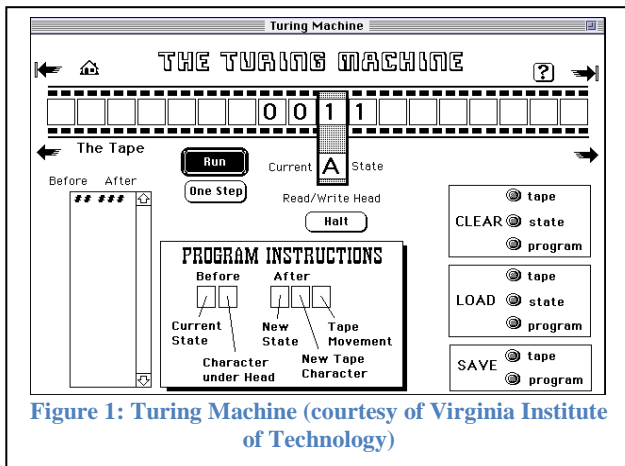 Turing Machine
THE TURING MACHINE
?
0 0 1 1
The Tape
Run
Current A State
Before After
One Step
Read/Write Head
## ###
Halt
tape
CLEAR state
program
PROGRAM INSTRUCTIONS
Before After
Current State
Character under Head
New State
New Tape Character
Tape Movement
tape
LOAD state
program
SAVE tape
program
Figure 1: Turing Machine (courtesy of Virginia Institute
of Technology)